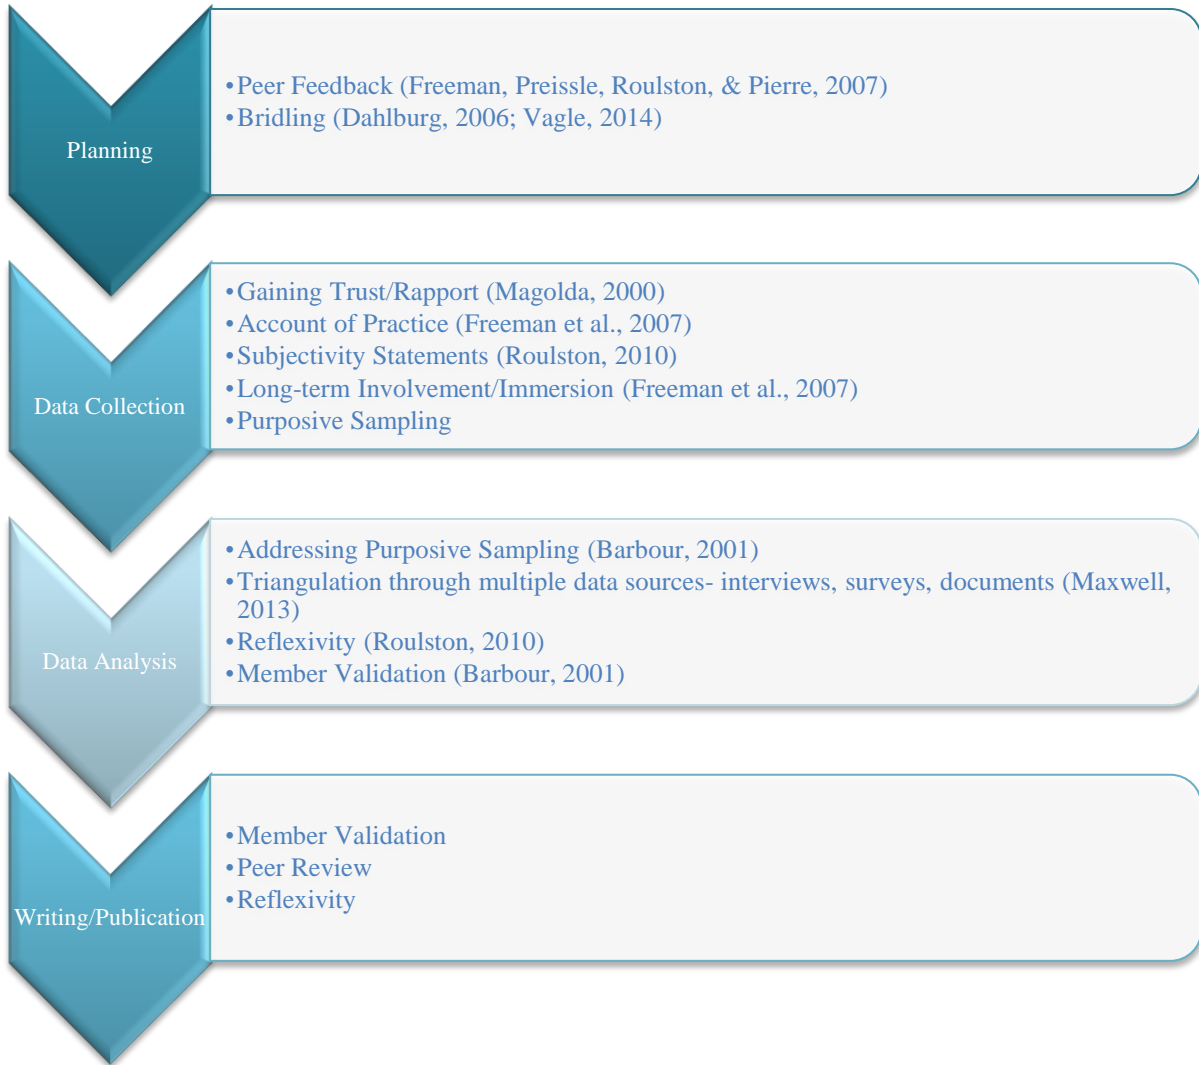 Planning
•Peer Feedback (Freeman, Preissle, Roulston, & Pierre, 2007)
•Bridling (Dahlburg, 2006; Vagle, 2014)
Data Collection
•Gaining Trust/Rapport (Magolda, 2000)
•Account of Practice (Freeman et al., 2007)
•Subjectivity Statements (Roulston, 2010)
•Long-term Involvement/Immersion (Freeman et al., 2007)
•Purposive Sampling
Data Analysis
•Addressing Purposive Sampling (Barbour, 2001)
•Triangulation through multiple data sources- interviews, surveys, documents (Maxwell,
2013)
•Reflexivity (Roulston, 2010)
•Member Validation (Barbour, 2001)
Writing/Publication
•Member Validation
•Peer Review
•Reflexivity